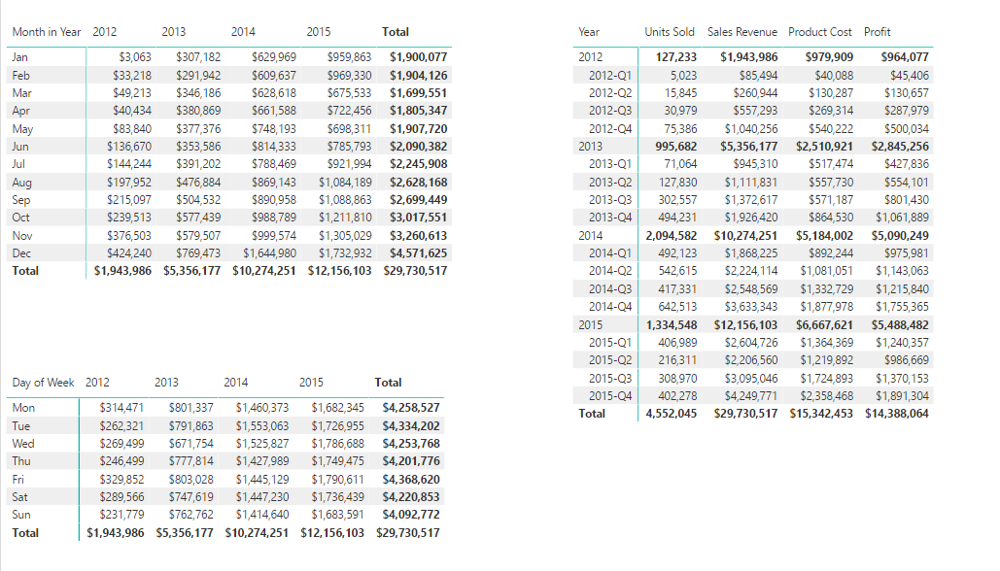 Month in Year 2012 2013 2014 2015 Total
Jan $3,063 $307,182 $629,969 $959,863 $1,900,077
Feb $33,218 $291,942 $609,637 $969,330 $1,904,126
Mar $49,213 $346,186 $628,618 $675,533 $1,699,551
Apr $40,434 $380,869 $661,588 $722,456 $1,805,347
May $83,840 $377,376 $748,193 $698,311 $1,907,720
Jun $136,670 $353,586 $814,333 $785,793 $2,090,382
Jul $144,244 $391,202 $788,469 $921,994 $2,245,908
Aug $197,952 $476,884 $869,143 $1,084,189 $2,628,168
Sep $215,097 $504,532 $890,958 $1,088,863 $2,699,449
Oct $239,513 $577,439 $988,789 $1,211,810 $3,017,551
Nov $376,503 $579,507 $999,574 $1,305,029 $3,260,613
Dec $424,240 $769,473 $1,644,980 $1,732,932 $4,571,625
Total $1,943,986 $5,356,177 $10,274,251 $12,156,103 $29,730,517
Day of Week 2012 2013 2014 2015 Total
Mon $314,471 $801,337 $1,460,373 $1,682,345 $4,258,527
Tue $262,321 $791,863 $1,553,063 $1,726,955 $4,334,202
Wed $269,499 $671,754 $1,525,827 $1,786,688 $4,253,768
Thu $246,499 $777,814 $1,427,989 $1,749,475 $4,201,776
Fri $329,852 $803,028 $1,445,129 $1,790,611 $4,368,620
Sat $289,566 $747,619 $1,447,230 $1,736,439 $4,220,853
Sun $231,779 $762,762 $1,414,640 $1,683,591 $4,092,772
Total $1,943,986 $5,356,177 $10,274,251 $12,156,103 $29,730,517
Year Units Sold Sales Revenue Product Cost Profit
2012 127,233 $1,943,986 $979,909 $964,077
2012-Q1 5,023 $85,494 $40,088 $45,406
2012-Q2 15,845 $260,944 $130,287 $130,657
2012-Q3 30,979 $557,293 $269,314 $287,979
2012-Q4 75,386 $1,040,256 $540,222 $500,034
2013 995,682 $5,356,177 $2,510,921 $2,845,256
2013-Q1 71,064 $945,310 $517,474 $427,836
2013-Q2 127,830 $1,111,831 $557,730 $554,101
2013-Q3 302,557 $1,372,617 $571,187 $801,430
2013-Q4 494,231 $1,926,420 $864,530 $1,061,889
2014 2,094,582 $10,274,251 $5,184,002 $5,090,249
2014-Q1 492,123 $1,868,225 $892,244 $975,981
2014-Q2 542,615 $2,224,114 $1,081,051 $1,143,063
2014-Q3 417,331 $2,548,569 $1,332,729 $1,215,840
2014-Q4 642,513 $3,633,343 $1,877,978 $1,755,365
2015 1,334,548 $12,156,103 $6,667,621 $5,488,482
2015-Q1 406,989 $2,604,726 $1,364,369 $1,240,357
2015-Q2 216,311 $2,206,560 $1,219,892 $986,669
2015-Q3 308,970 $3,095,046 $1,724,893 $1,370,153
2015-Q4 402,278 $4,249,771 $2,358,468 $1,891,304
Total 4,552,045 $29,730,517 $15,342,453 $14,388,064